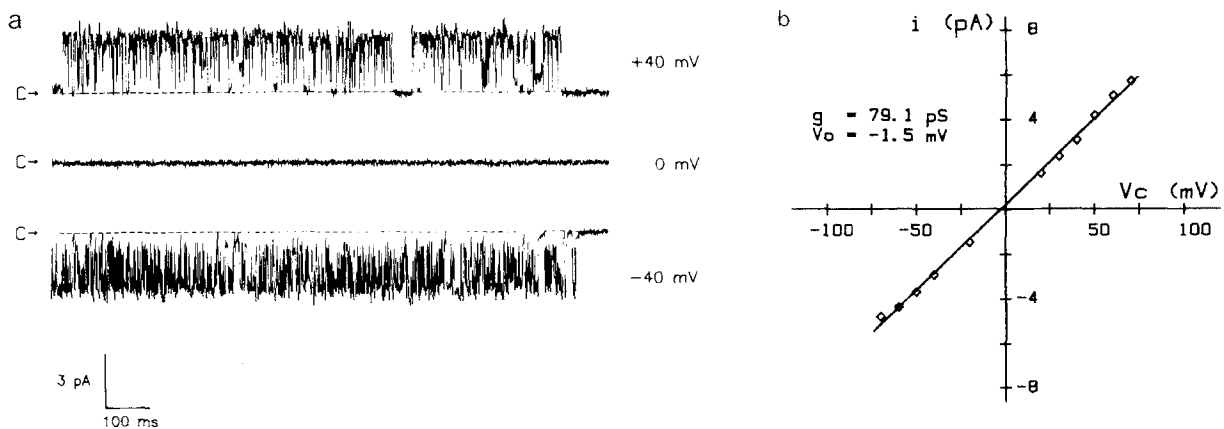 a
C→
+40 mV
C→
0 mV
C→
-40 mV
3 pA
100 ms
b
i (pA)
8
4
g = 79.1 pS
Vo = -1.5 mV
Vc (mV)
-100
-50
50
100
-4
-8